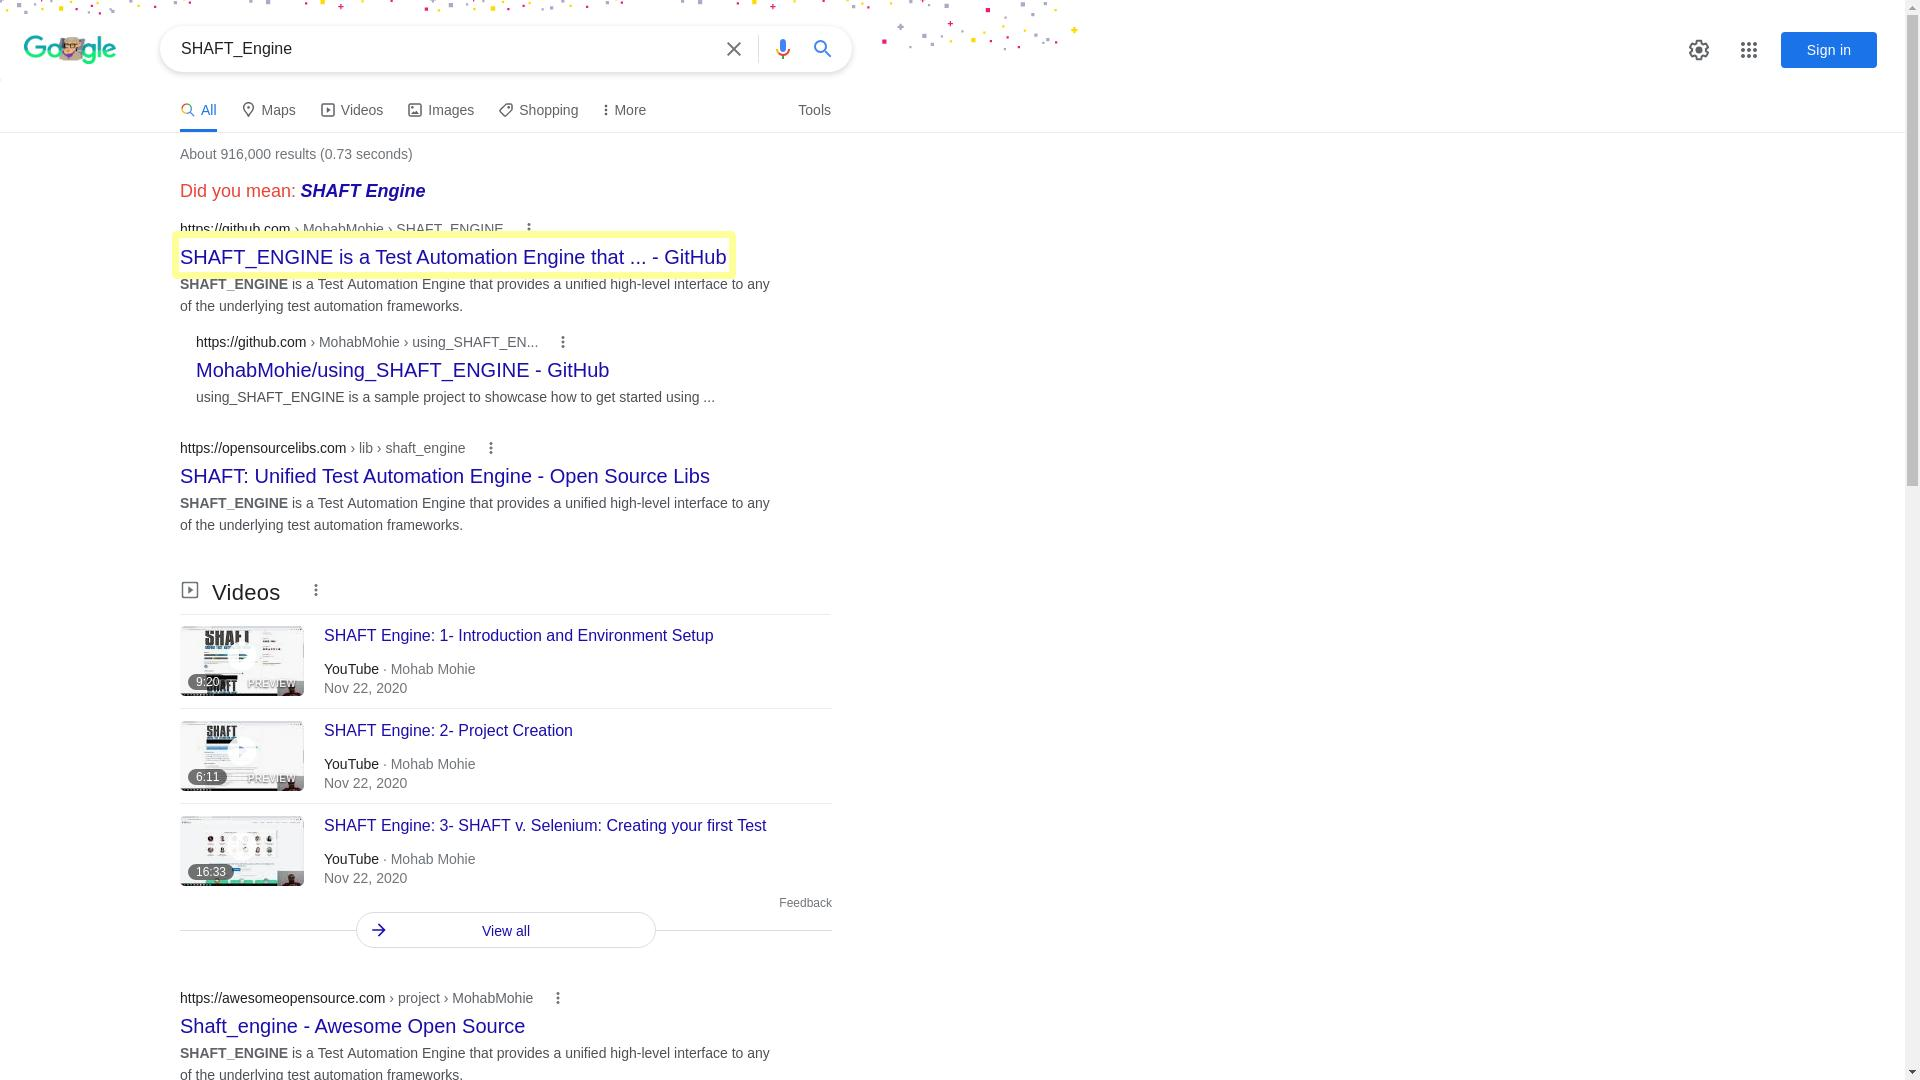 Google
SHAFT_Engine
Sign in
All
Maps
Videos
Images
Shopping
More
Tools
About 916,000 results (0.73 seconds)
Did you mean: SHAFT Engine
https://github.com › MohabMohie › SHAFT_ENGINE
SHAFT_ENGINE is a Test Automation Engine that ... - GitHub
SHAFT_ENGINE is a Test Automation Engine that provides a unified high-level interface to any
of the underlying test automation frameworks.
https://github.com › MohabMohie › using_SHAFT_EN...
MohabMohie/using_SHAFT_ENGINE - GitHub
using_SHAFT_ENGINE is a sample project to showcase how to get started using ...
https://opensourcelibs.com › lib › shaft_engine
SHAFT: Unified Test Automation Engine - Open Source Libs
SHAFT_ENGINE is a Test Automation Engine that provides a unified high-level interface to any
of the underlying test automation frameworks.
Videos
SHAFT
9:20
PREVIEW
SHAFT Engine: 1- Introduction and Environment Setup
YouTube · Mohab Mohie
Nov 22, 2020
SHAFT
6:11
PREVIEW
SHAFT Engine: 2- Project Creation
YouTube · Mohab Mohie
Nov 22, 2020
16:33
SHAFT Engine: 3- SHAFT v. Selenium: Creating your first Test
YouTube · Mohab Mohie
Nov 22, 2020
Feedback
View all
https://awesomeopensource.com › project › MohabMohie
Shaft_engine - Awesome Open Source
SHAFT_ENGINE is a Test Automation Engine that provides a unified high-level interface to any
of the underlying test automation frameworks.